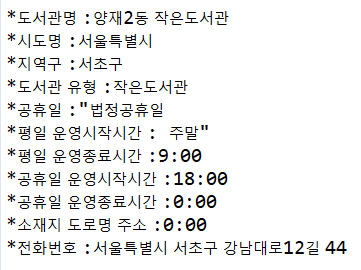 *도서관명 :양재2동 작은도서관
*시도명 :서울특별시
*지역구 :서초구
*도서관 유형 :작은도서관
*공휴일 :"법정공휴일
*평일 운영시작시간 : 주말"
*평일 운영종료시간 :9:00
*공휴일 운영시작시간 :18:00
*공휴일 운영종료시간 :0:00
*소재지 도로명 주소 :0:00
*전화번호 :서울특별시 서초구 강남대로12길 44